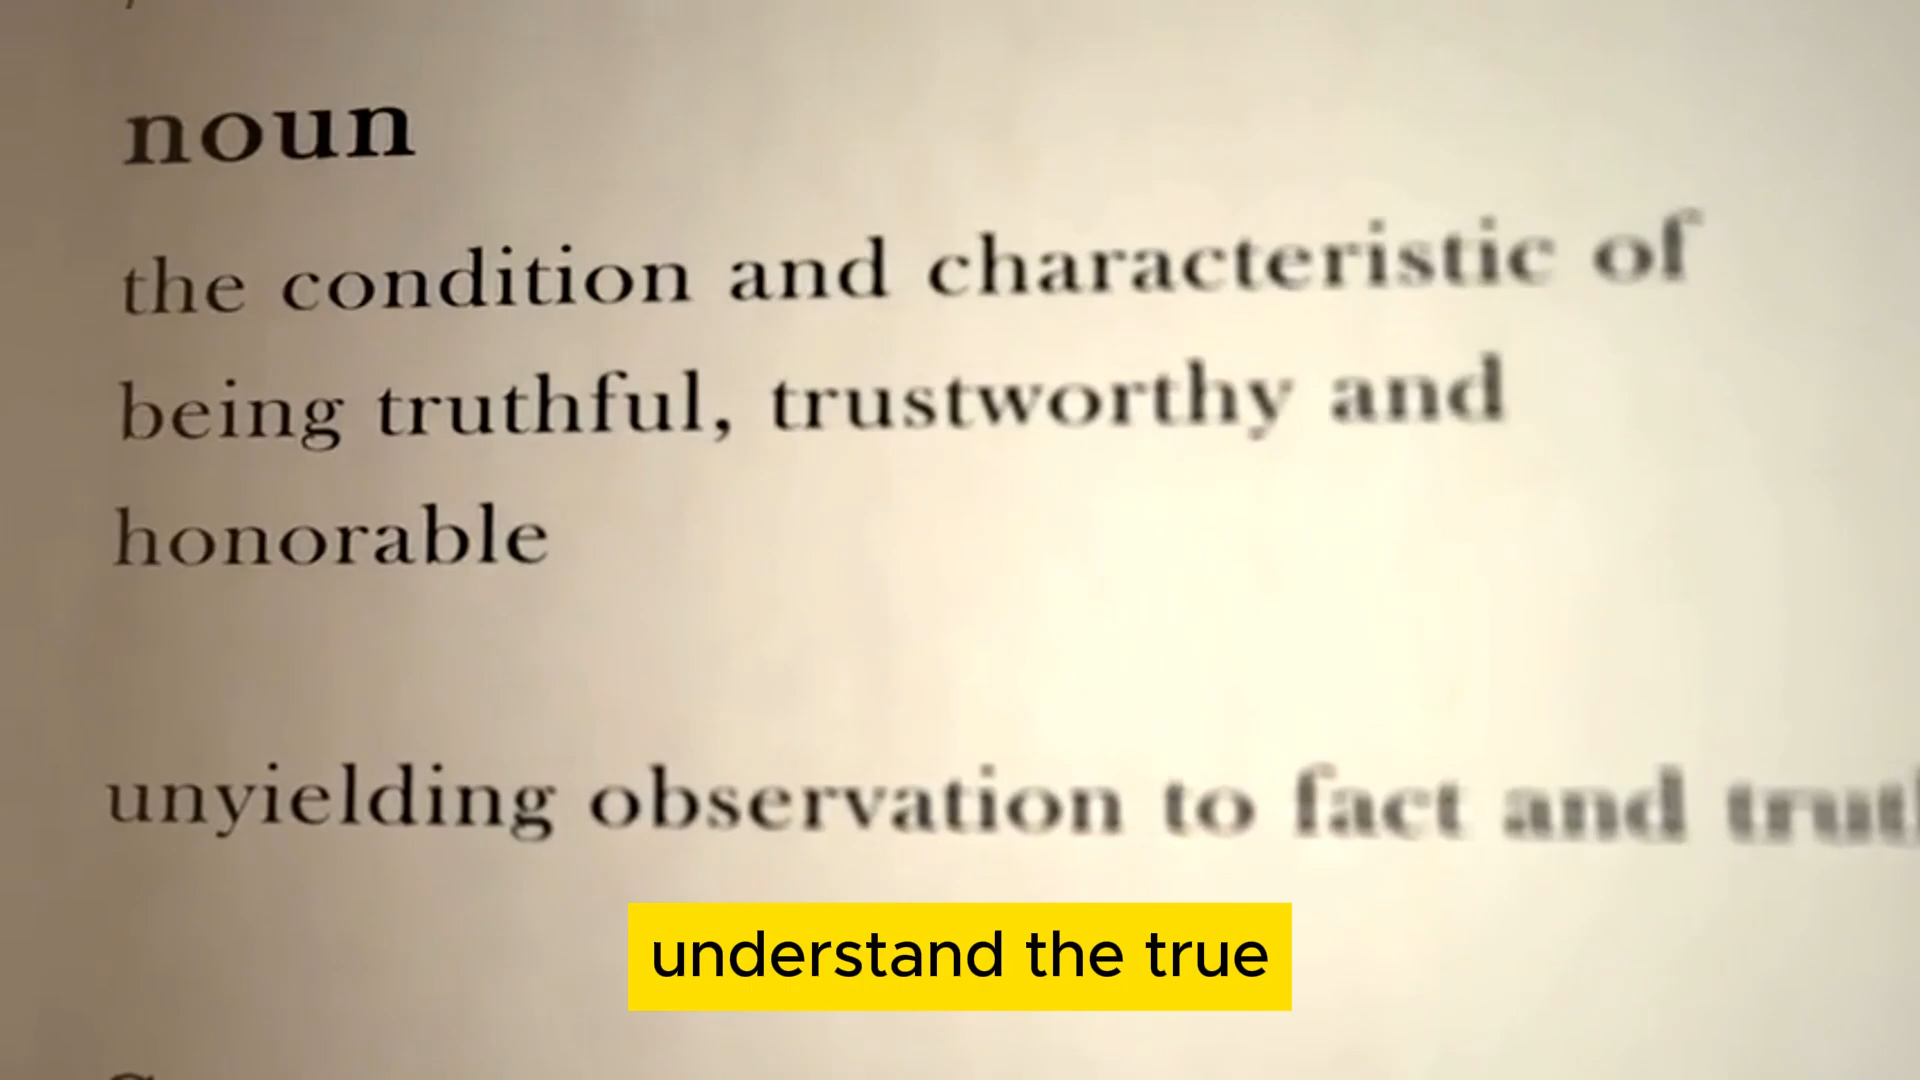 noun
the condition and characteristic of
being truthful, trustworthy and
honorable
unyielding observation to fact and
understand the true